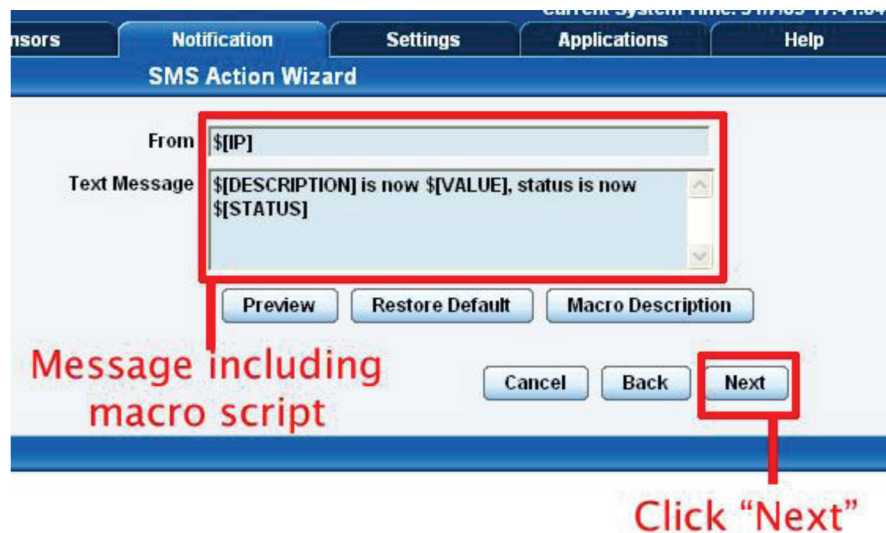 nsors Notification Settings Applications Help
SMS Action Wizard
From $[IP]
Text Message $[DESCRIPTION] is now $[VALUE], status is now
$[STATUS]
Preview Restore Default Macro Description
Message including
macro script
Cancel Back Next
Click “Next”